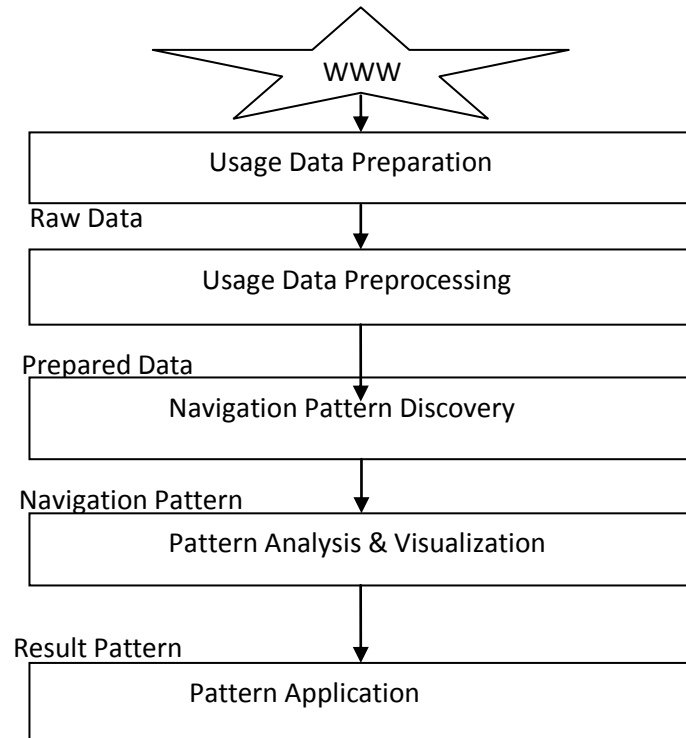 WWW
Usage Data Preparation
Raw Data
Usage Data Preprocessing
Prepared Data
Navigation Pattern Discovery
Navigation Pattern
Pattern Analysis & Visualization
Result Pattern
Pattern Application